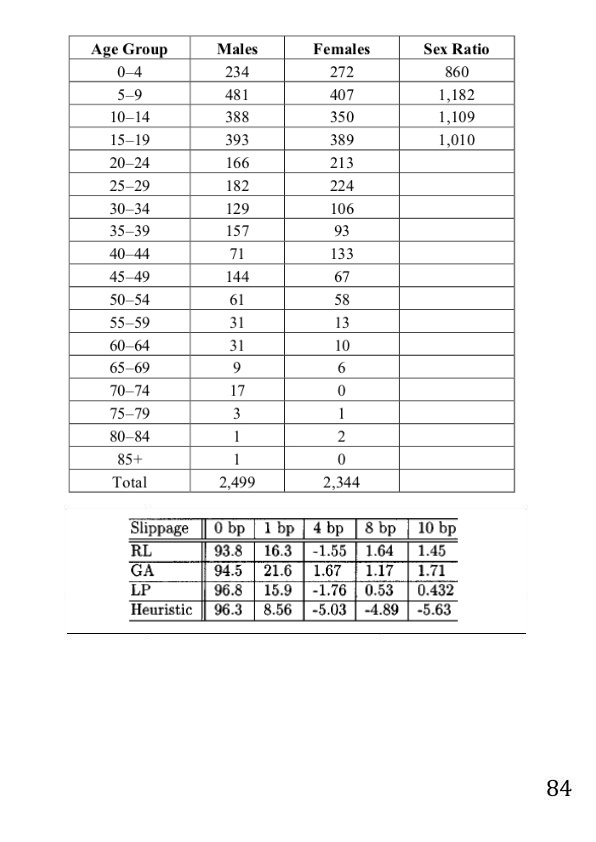 Age Group Males Females Sex Ratio
0–4 234 272 860
5–9 481 407 1,182
10–14 388 350 1,109
15–19 393 389 1,010
20–24 166 213
25–29 182 224
30–34 129 106
35–39 157 93
40–44 71 133
45–49 144 67
50–54 61 58
55–59 31 13
60–64 31 10
65–69 9 6
70–74 17 0
75–79 3 1
80–84 1 2
85+ 1 0
Total 2,499 2,344
Slippage 0 bp 1 bp 4 bp 8 bp 10 bp
RL 93.8 16.3 -1.55 1.64 1.45
GA 94.5 21.6 1.67 1.17 1.71
LP 96.8 15.9 -1.76 0.53 0.432
Heuristic 96.3 8.56 -5.03 -4.89 -5.63
84